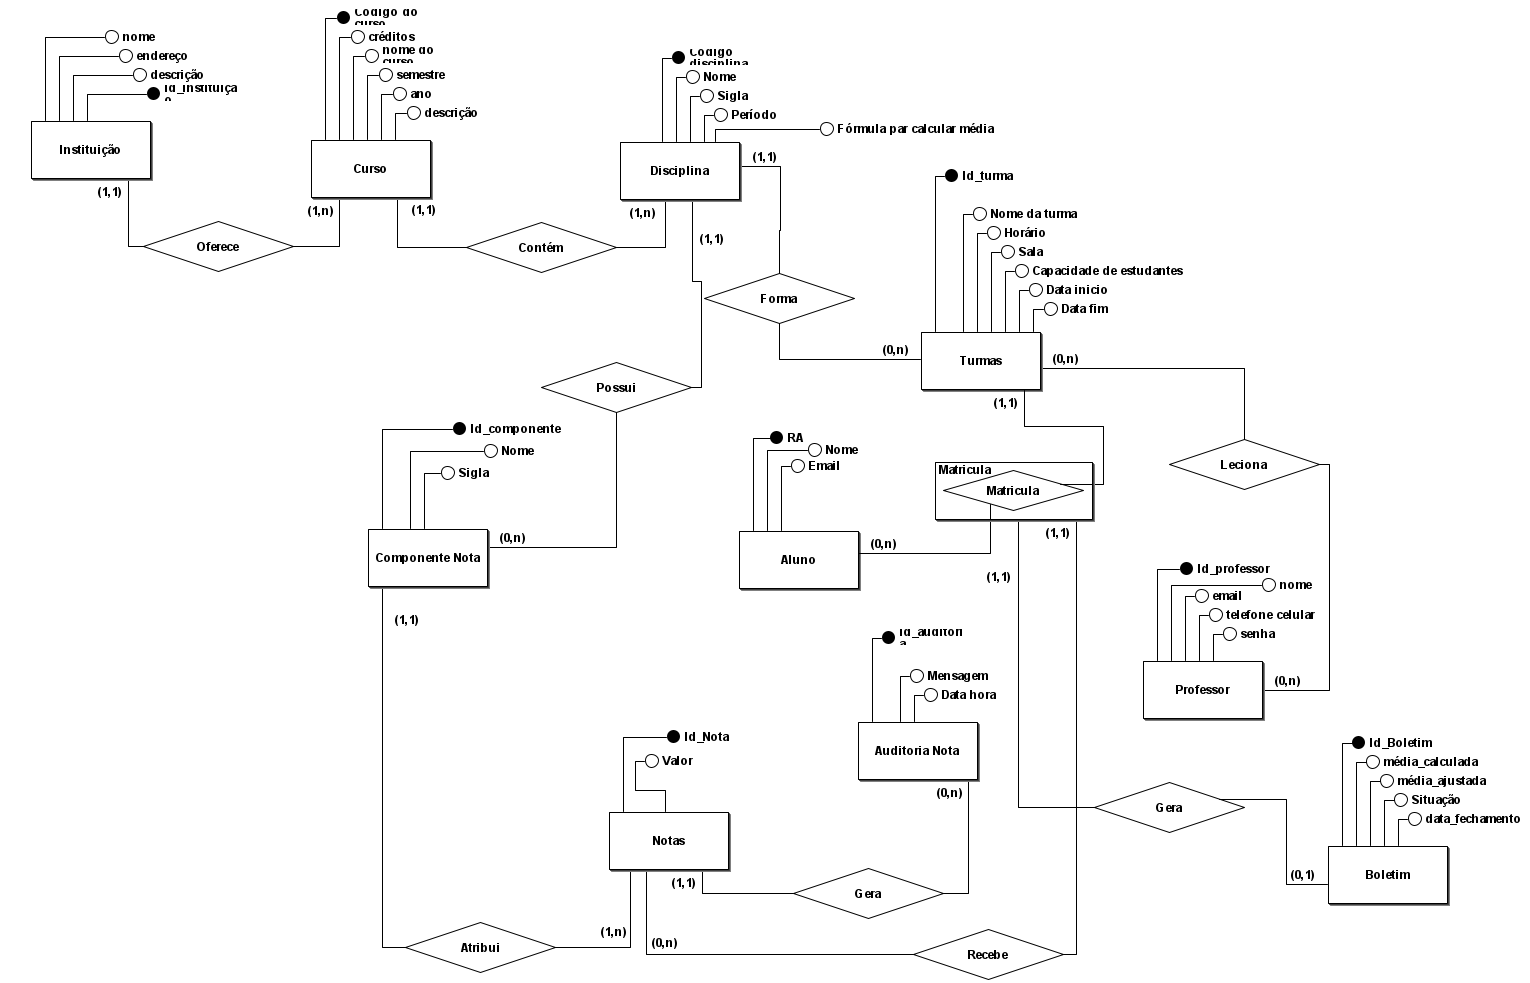 Código do
curso
créditos
nome do
curso
semestre
ano
descrição
nome
endereço
descrição
Id_instituiçã
o
Instituição
(1,1)
Oferece
(1,n)
Curso
(1,1)
Contém
(1,n)
Código
disciplina
Nome
Sigla
Período
Fórmula par calcular média
Disciplina
(1,1)
(1,1)
Forma
(0,n)
Id_turma
Nome da turma
Horário
Sala
Capacidade de estudantes
Data inicio
Data fim
Turmas
(0,n)
(1,1)
Possui
Id_componente
Nome
Sigla
Componente Nota
(0,n)
(1,1)
RA
Nome
Email
Aluno
(0,n)
Matricula
Matricula
(1,1)
(1,1)
Leciona
Id_professor
nome
email
telefone celular
senha
Professor
(0,n)
Id_auditori
a
Mensagem
Data hora
Auditoria Nota
(0,n)
Id_Nota
Valor
Notas
(1,1)
Gera
Gera
Id_Boletim
média_calculada
média_ajustada
Situação
data_fechamento
Boletim
(0,1)
Atribui
(1,n)
(0,n)
Recebe